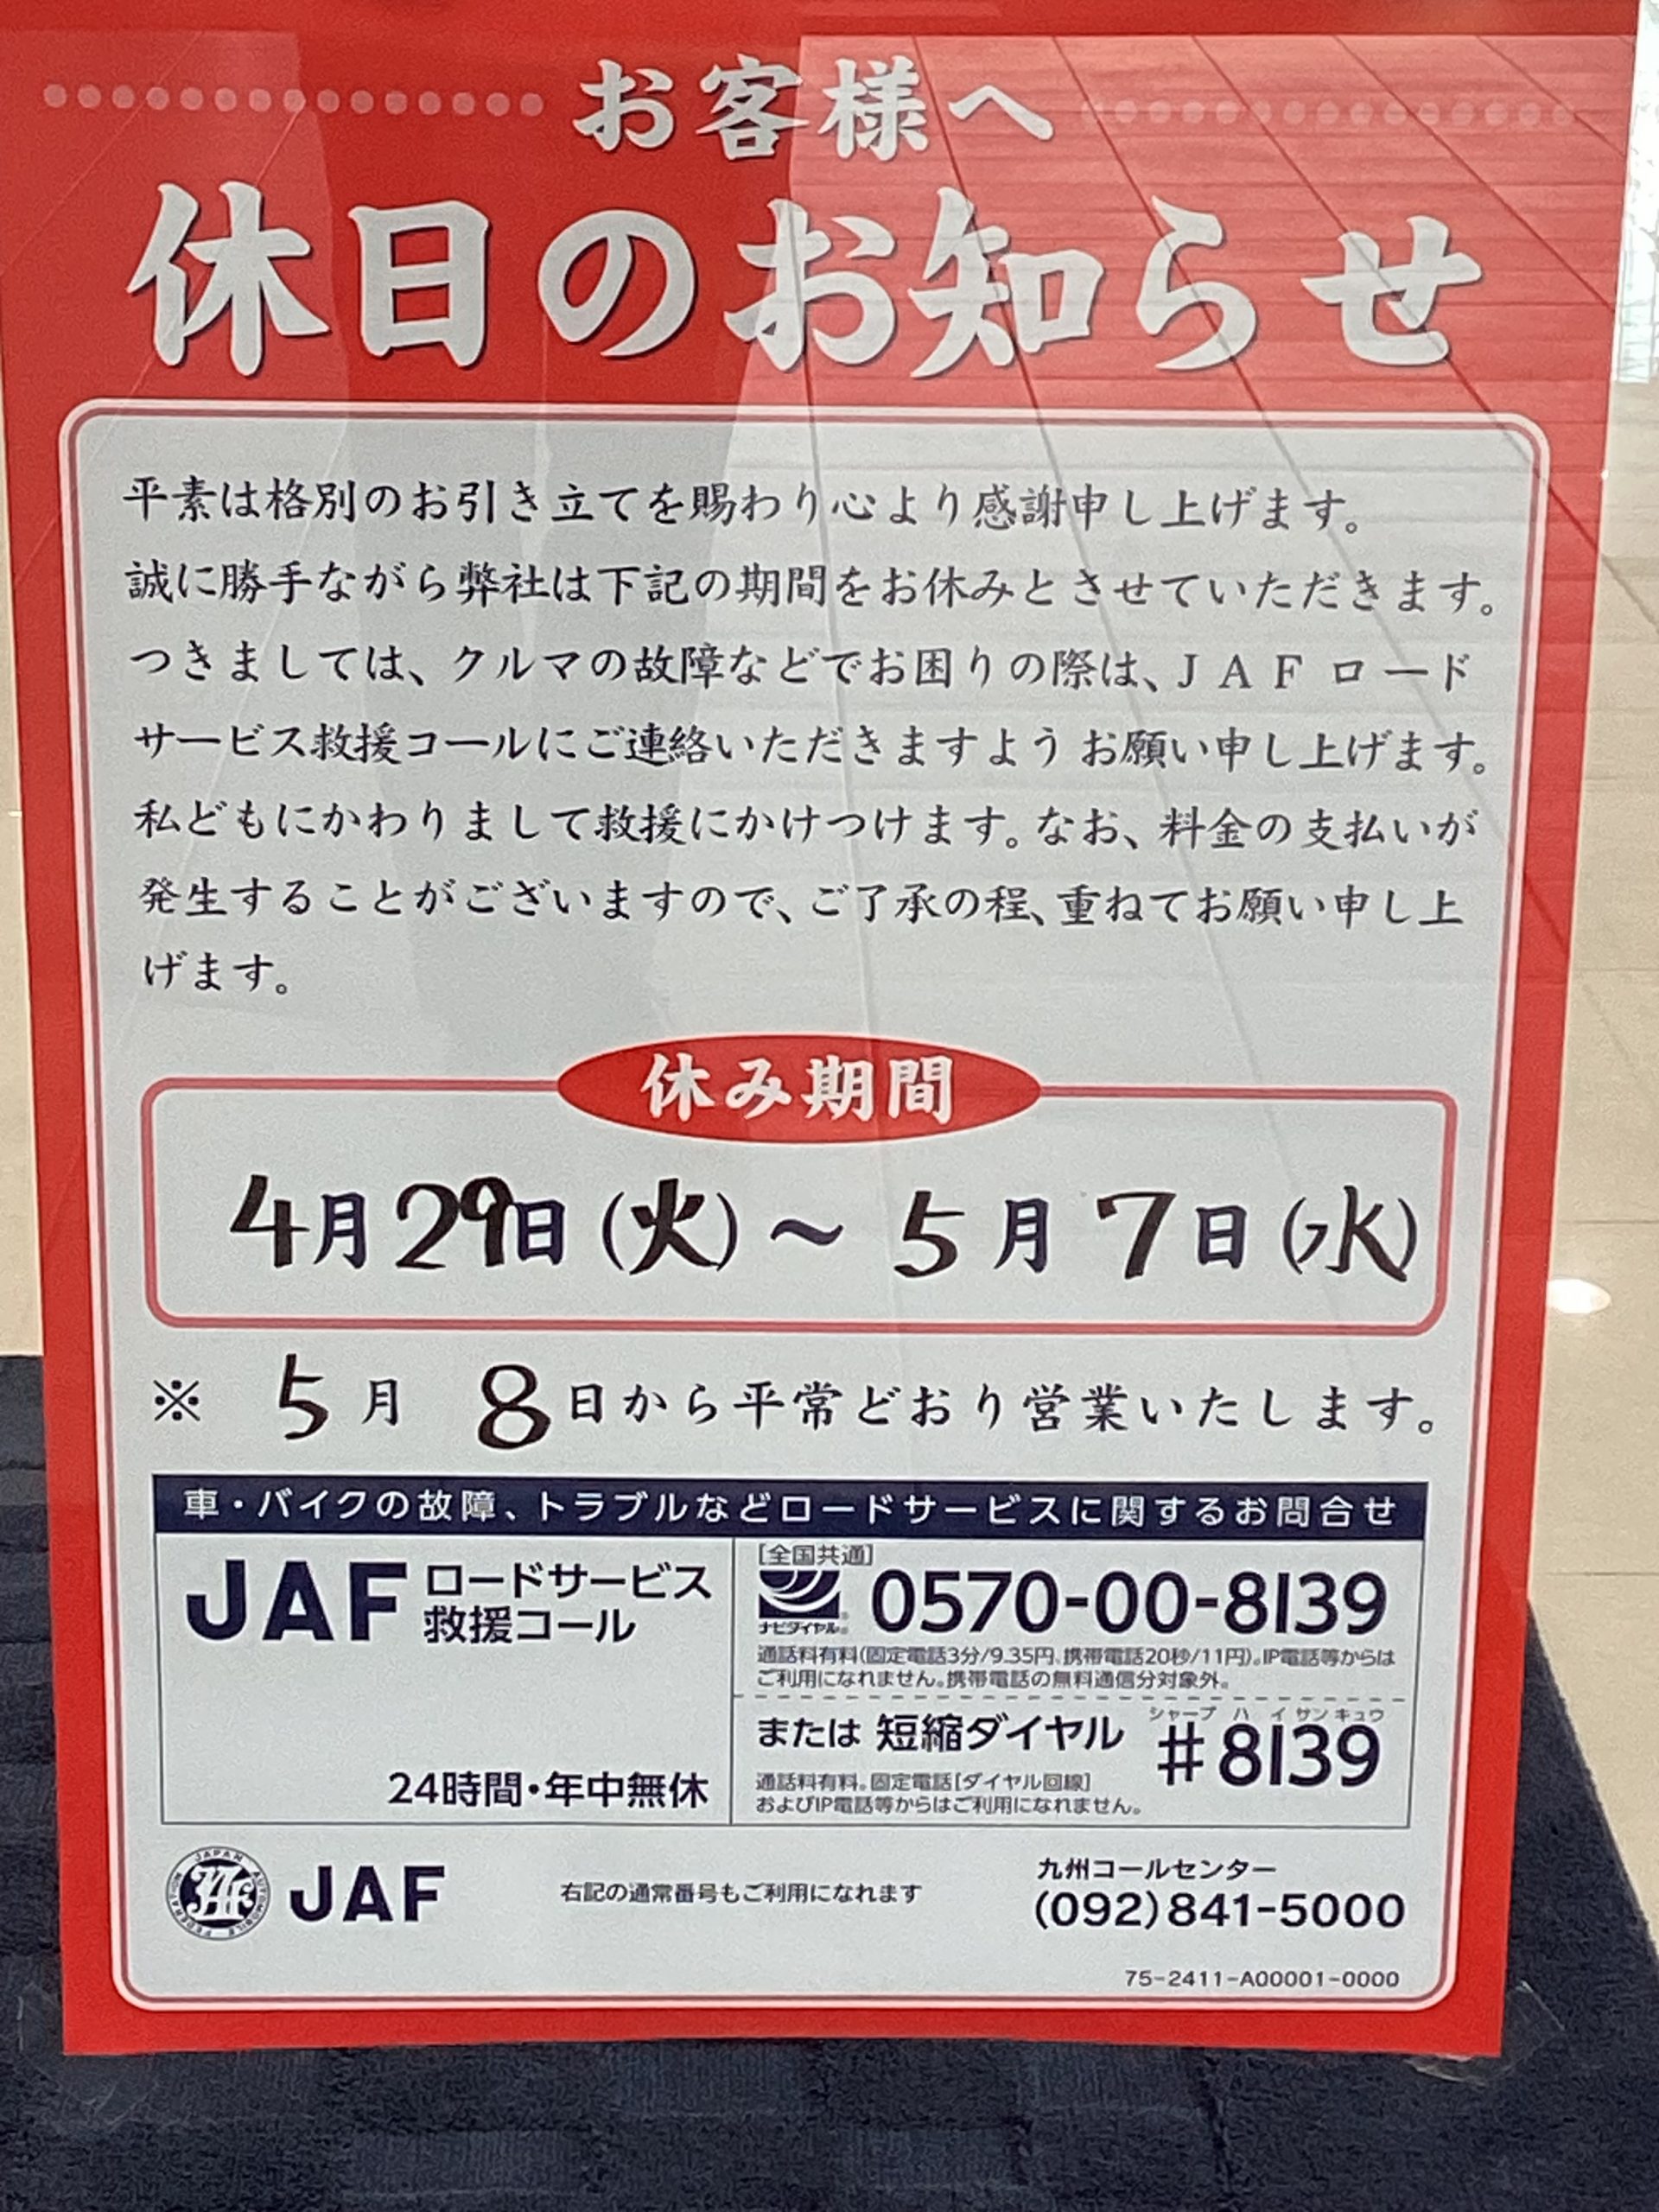 お客様へ
休日のお知らせ
平素は格別のお引き立てを賜わり心より感謝申し上げます。
誠に勝手ながら弊社は下記の期間をお休みとさせていただきます。
つきましては、クルマの故障などでお困りの際は、JAFロード
サービス救援コールにご連絡いただきますようお願い申し上げます。
私どもにかわりまして救援にかけつけます。なお、料金の支払いが
発生することがございますので、ご了承の程、重ねてお願い申し上
げます。
休み期間
4月29日(火)～5月7日(水)
※ 5月 8日から平常どおり営業いたします。
車・バイクの故障、トラブルなどロードサービスに関するお問合せ
JAF ロードサービス
救援コール
24時間・年中無休
[全国共通]
ナビダイヤル® 0570-00-8139
通話料有料(固定電話3分/9.35円、携帯電話20秒/11円)。IP電話等からは
ご利用になれません。携帯電話の無料通信分対象外。
シャープ ハ イ サン キュウ
または 短縮ダイヤル #8139
通話料有料。固定電話[ダイヤル回線]
およびIP電話等からはご利用になれません。
JAPAN AUTOMOBILE FEDERATION
JAF
右記の通常番号もご利用になれます
九州コールセンター
(092)841-5000
75-2411-A00001-0000